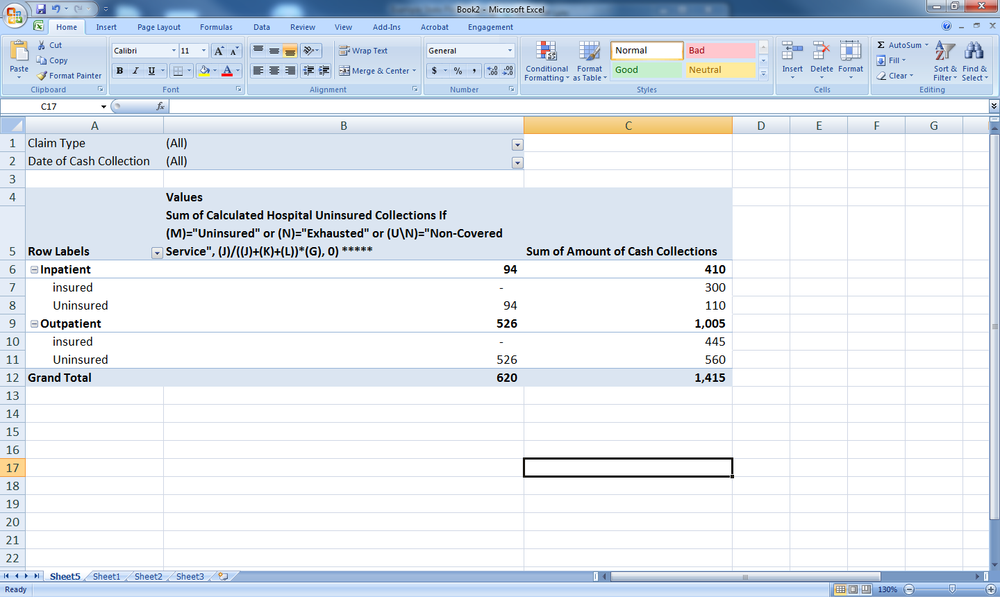 Book2 - Microsoft Excel
Home Insert Page Layout Formulas Data Review View Add-Ins Acrobat Engagement
Paste
Cut
Copy
Format Painter
Clipboard
Calibri 11
B I U
Font
Wrap Text
Merge & Center
Alignment
General
$ % ,
Number
Conditional Formatting
Format as Table
Normal Bad
Good Neutral
Styles
Insert Delete Format
Cells
Σ AutoSum
Fill
Clear
Sort & Filter
Find & Select
Editing
C17 fx
A B C D E F G
1 Claim Type (All)
2 Date of Cash Collection (All)
3
4 Values
Sum of Calculated Hospital Uninsured Collections If
(M)="Uninsured" or (N)="Exhausted" or (U\N)="Non-Covered
5 Row Labels Service", (J)/((J)+(K)+(L))*(G), 0) ***** Sum of Amount of Cash Collections
6 Inpatient 94 410
7 insured - 300
8 Uninsured 94 110
9 Outpatient 526 1,005
10 insured - 445
11 Uninsured 526 560
12 Grand Total 620 1,415
13
14
15
16
17
18
19
20
21
22
Sheet5 Sheet1 Sheet2 Sheet3
Ready 130%